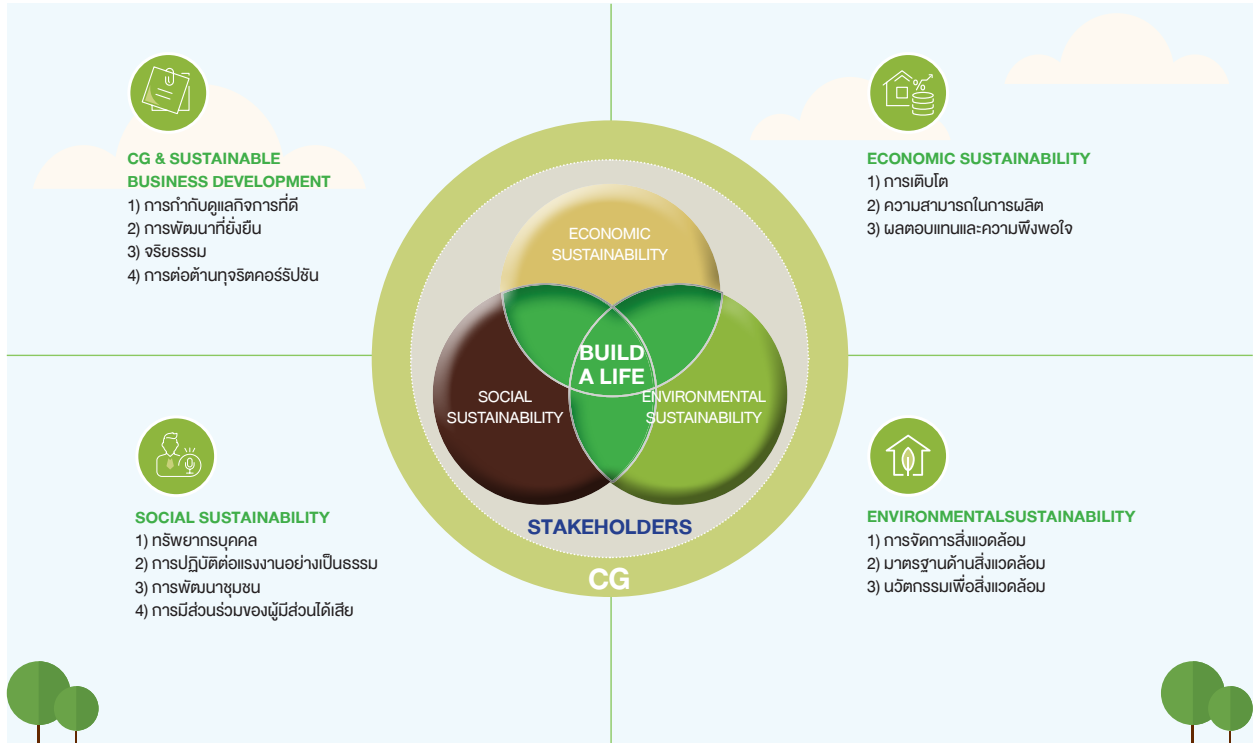 CG & SUSTAINABLE
BUSINESS DEVELOPMENT
1) การกำกับดูแลกิจการที่ดี
2) การพัฒนาที่ยั่งยืน
3) จริยธรรม
4) การต่อต้านทุจริตคอร์รัปชัน
%
ECONOMIC SUSTAINABILITY
1) การเติบโต
2) ความสามารถในการผลิต
3) ผลตอบแทนและความพึงพอใจ
ECONOMIC
SUSTAINABILITY
BUILD
A LIFE
SOCIAL
SUSTAINABILITY
ENVIRONMENTAL
SUSTAINABILITY
STAKEHOLDERS
CG
SOCIAL SUSTAINABILITY
1) ทรัพยากรบุคคล
2) การปฏิบัติต่อแรงงานอย่างเป็นธรรม
3) การพัฒนาชุมชน
4) การมีส่วนร่วมของผู้มีส่วนได้เสีย
ENVIRONMENTALSUSTAINABILITY
1) การจัดการสิ่งแวดล้อม
2) มาตรฐานด้านสิ่งแวดล้อม
3) นวัตกรรมเพื่อสิ่งแวดล้อม